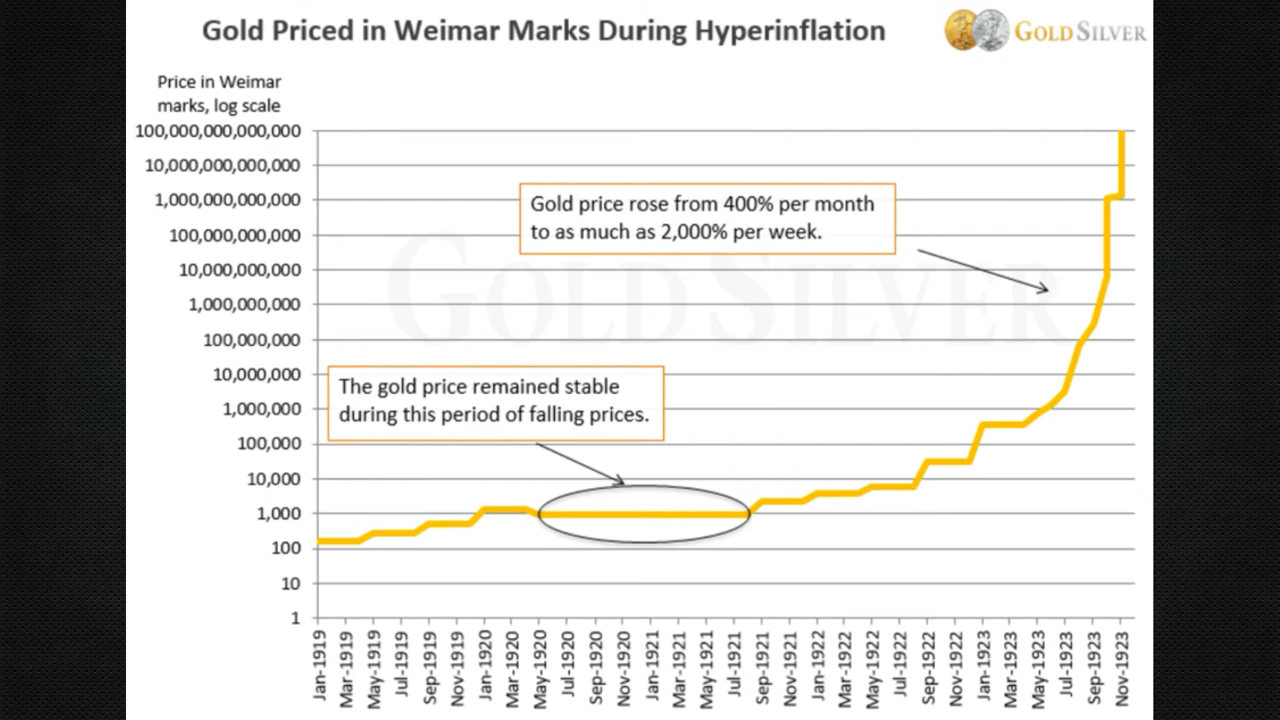 Gold Priced in Weimar Marks During Hyperinflation
GOLDSILVER
Price in Weimar
marks, log scale
100,000,000,000,000
10,000,000,000,000
1,000,000,000,000
100,000,000,000
10,000,000,000
1,000,000,000
100,000,000
10,000,000
1,000,000
100,000
10,000
1,000
100
10
1
Gold price rose from 400% per month
to as much as 2,000% per week.
GOLDSILVER
The gold price remained stable
during this period of falling prices.
Jan-1919
Mar-1919
May-1919
Jul-1919
Sep-1919
Nov-1919
Jan-1920
Mar-1920
May-1920
Jul-1920
Sep-1920
Nov-1920
Jan-1921
Mar-1921
May-1921
Jul-1921
Sep-1921
Nov-1921
Jan-1922
Mar-1922
May-1922
Jul-1922
Sep-1922
Nov-1922
Jan-1923
Mar-1923
May-1923
Jul-1923
Sep-1923
Nov-1923